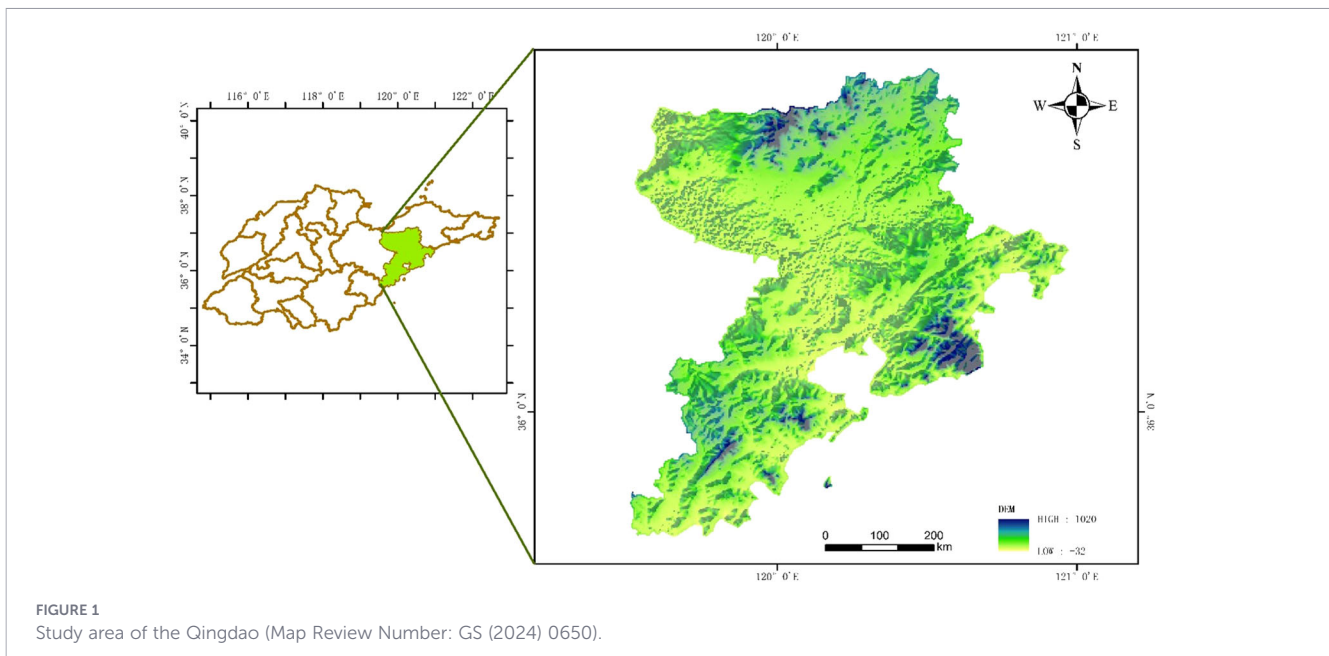 120° 0'E 121° 0'E
116° 0'E 118° 0'E 120° 0'E 122° 0'E
40° 0'N
38° 0'N
36° 0'N
34° 0'N
N
W E
S
36° 0'N
36° 0'N
DEM
HIGH : 1020
LOW : -32
0 100 200
km
120° 0'E 121° 0'E
FIGURE 1
Study area of the Qingdao (Map Review Number: GS (2024) 0650).